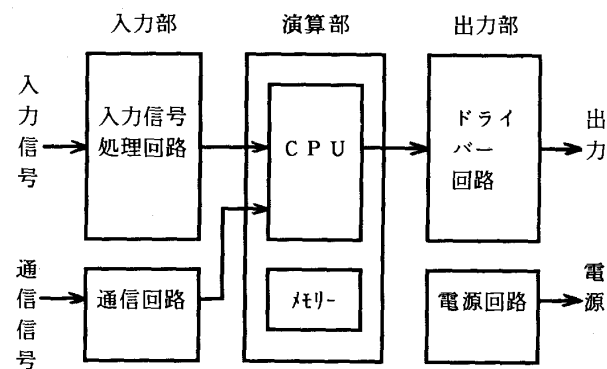 入力部
演算部
出力部
入力信号
入力信号
処理回路
CPU
ドライ
バー
回路
出力
通信信号
通信回路
ﾒﾓﾘｰ
電源回路
電源